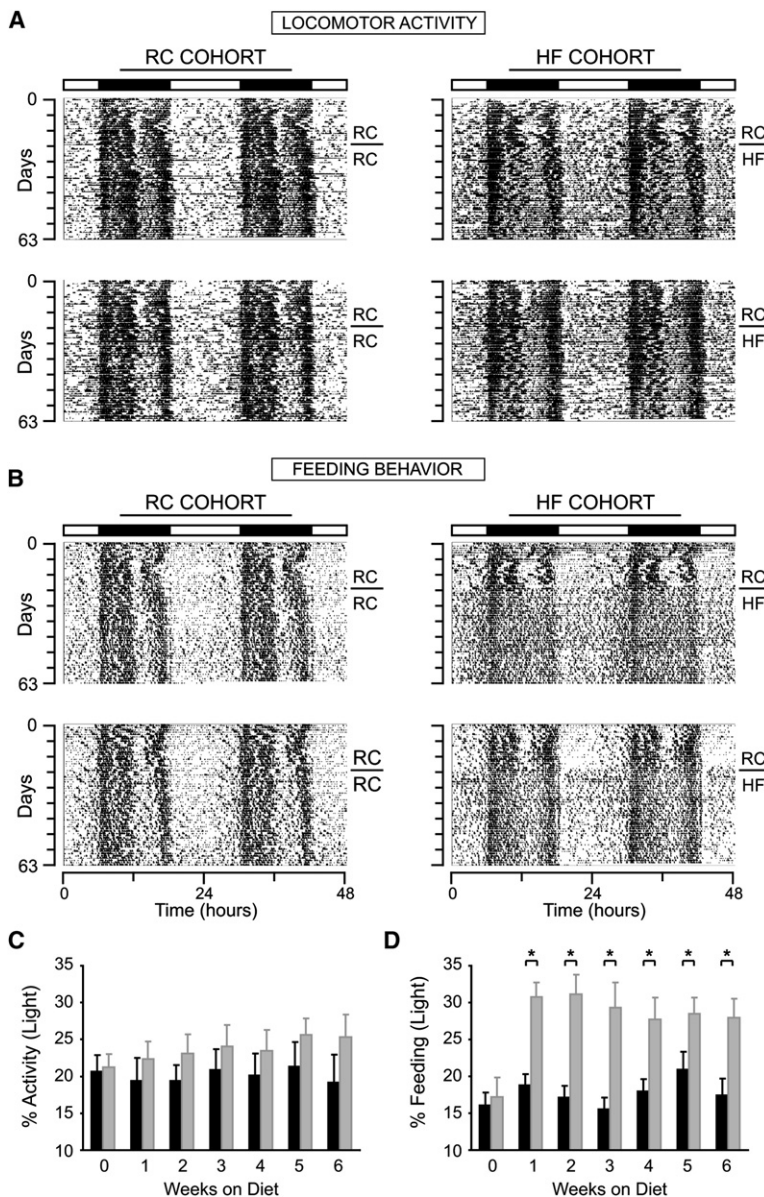 A
LOCOMOTOR ACTIVITY
RC COHORT
HF COHORT
0
Days
63
RC
RC
RC
HF
0
Days
63
RC
RC
RC
HF
B
FEEDING BEHAVIOR
RC COHORT
HF COHORT
0
Days
63
RC
RC
RC
HF
0
Days
63
RC
RC
RC
HF
0 24 48
Time (hours)
0 24 48
Time (hours)
C
% Activity (Light)
35
30
25
20
15
10
0 1 2 3 4 5 6
Weeks on Diet
D
% Feeding (Light)
35
30
25
20
15
10
* * * * * *
0 1 2 3 4 5 6
Weeks on Diet